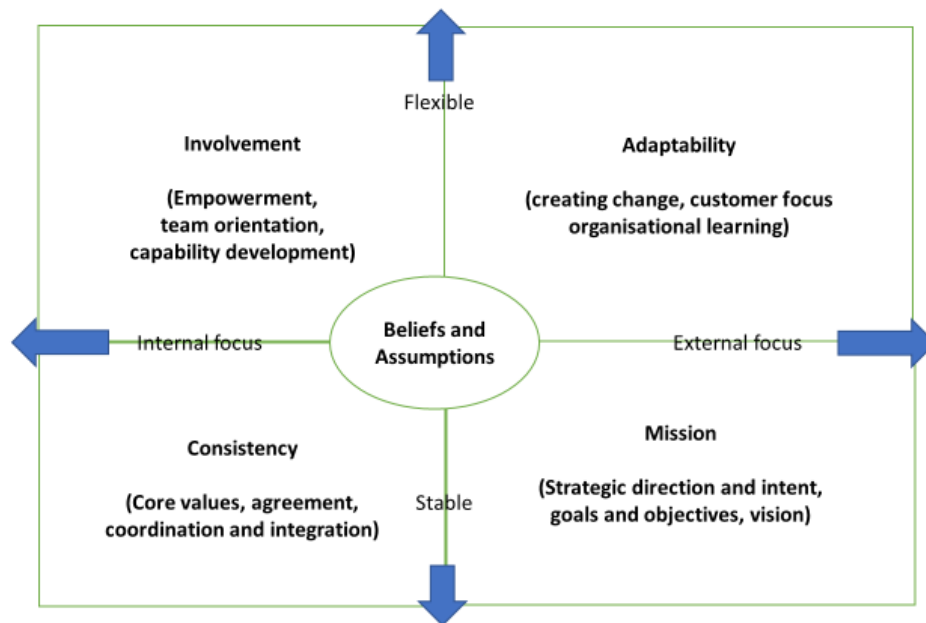 Flexible
Involvement
(Empowerment,
team orientation,
capability development)
Adaptability
(creating change, customer focus
organisational learning)
Internal focus
Beliefs and
Assumptions
External focus
Consistency
(Core values, agreement,
coordination and integration)
Stable
Mission
(Strategic direction and intent,
goals and objectives, vision)